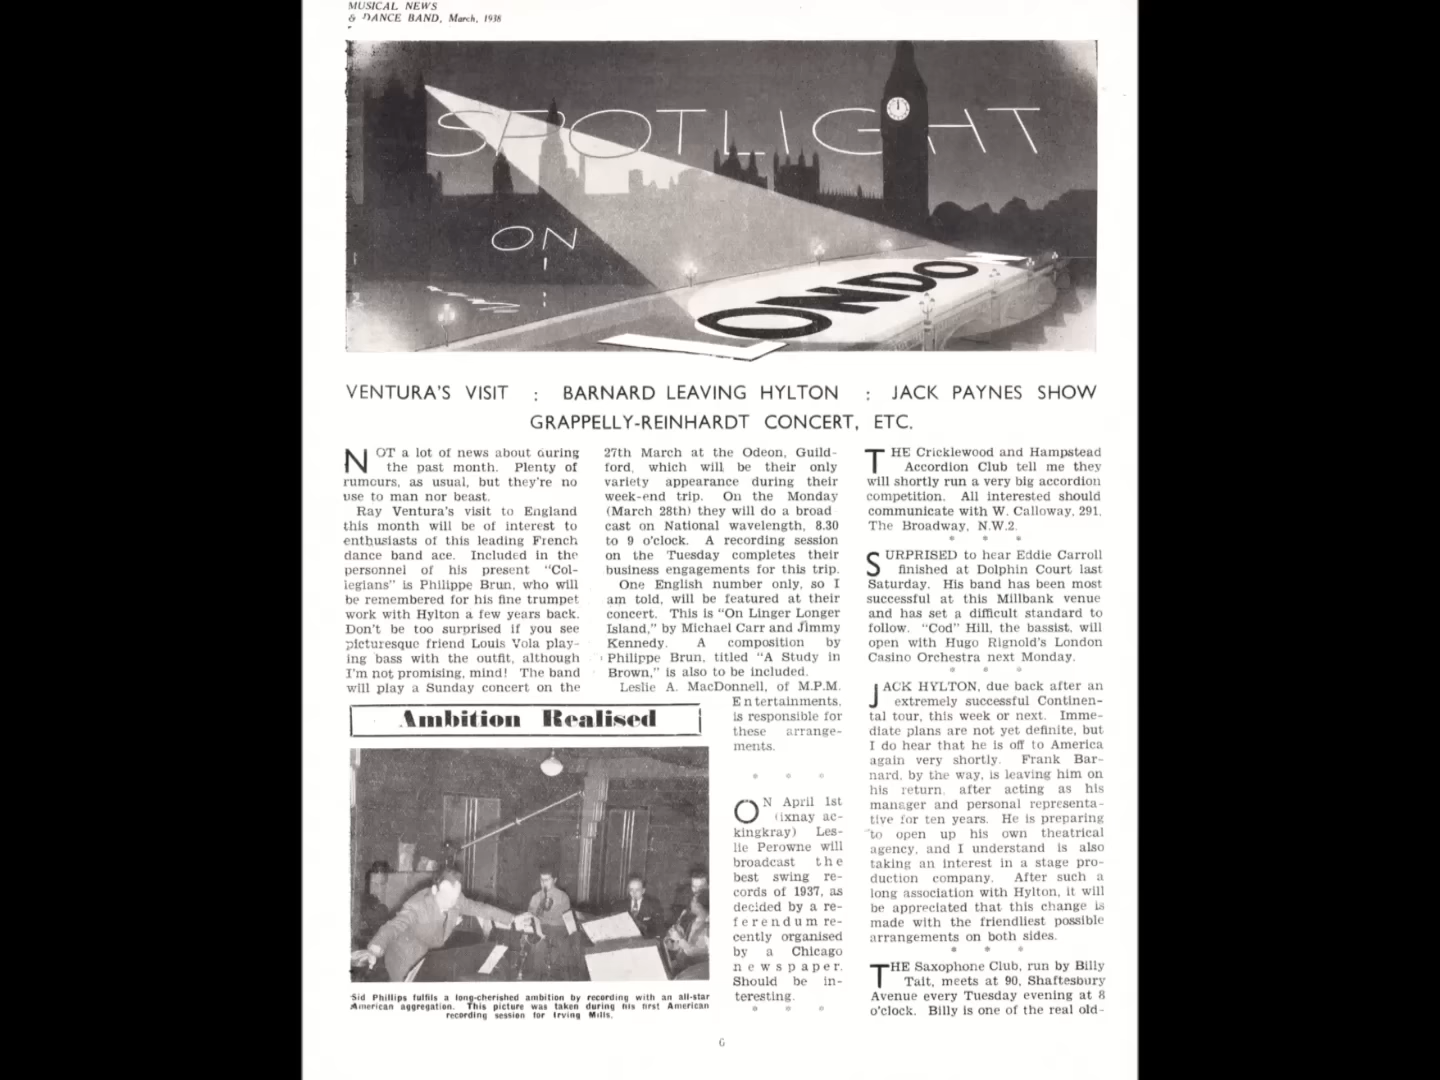 MUSICAL NEWS
& DANCE BAND, March, 1938
SPOTLIGHT
ON
LONDON
VENTURA'S VISIT : BARNARD LEAVING HYLTON : JACK PAYNES SHOW
GRAPPELLY-REINHARDT CONCERT, ETC.
NOT a lot of news about during
the past month. Plenty of
rumours, as usual, but they're no
use to man nor beast.
Ray Ventura's visit to England
this month will be of interest to
enthusiasts of this leading French
dance band ace. Included in the
personnel of his present "Col-
legians" is Philippe Brun, who will
be remembered for his fine trumpet
work with Hylton a few years back.
Don't be too surprised if you see
picturesque friend Louis Vola play-
ing bass with the outfit, although
I'm not promising, mind! The band
will play a Sunday concert on the
27th March at the Odeon, Guild-
ford, which will be their only
variety appearance during their
week-end trip. On the Monday
(March 28th) they will do a broad
cast on National wavelength, 8.30
to 9 o'clock. A recording session
on the Tuesday completes their
business engagements for this trip.
One English number only, so I
am told, will be featured at their
concert. This is "On Linger Longer
Island," by Michael Carr and Jimmy
Kennedy. A composition by
Philippe Brun, titled "A Study in
Brown," is also to be included.
Leslie A. MacDonnell, of M.P.M.
Entertainments,
is responsible for
these arrange-
ments.
ON April 1st
(ixnay ac-
kingkray) Les-
lie Perowne will
broadcast the
best swing re-
cords of 1937, as
decided by a re-
ferendum re-
cently organised
by a Chicago
newspaper.
Should be in-
teresting.
Ambition Realised
Sid Phillips fulfils a long-cherished ambition by recording with an all-star
American aggregation. This picture was taken during his first American
recording session for Irving Mills.
THE Cricklewood and Hampstead
Accordion Club tell me they
will shortly run a very big accordion
competition. All interested should
communicate with W. Calloway, 291,
The Broadway, N.W.2.
SURPRISED to hear Eddie Carroll
finished at Dolphin Court last
Saturday. His band has been most
successful at this Millbank venue
and has set a difficult standard to
follow. "Cod" Hill, the bassist, will
open with Hugo Rignold's London
Casino Orchestra next Monday.
JACK HYLTON, due back after an
extremely successful Continen-
tal tour, this week or next. Imme-
diate plans are not yet definite, but
I do hear that he is off to America
again very shortly. Frank Bar-
nard, by the way, is leaving him on
his return, after acting as his
manager and personal representa-
tive for ten years. He is preparing
to open up his own theatrical
agency, and I understand is also
taking an interest in a stage pro-
duction company. After such a
long association with Hylton, it will
be appreciated that this change is
made with the friendliest possible
arrangements on both sides.
THE Saxophone Club, run by Billy
Tait, meets at 90, Shaftesbury
Avenue every Tuesday evening at 8
o'clock. Billy is one of the real old-
6